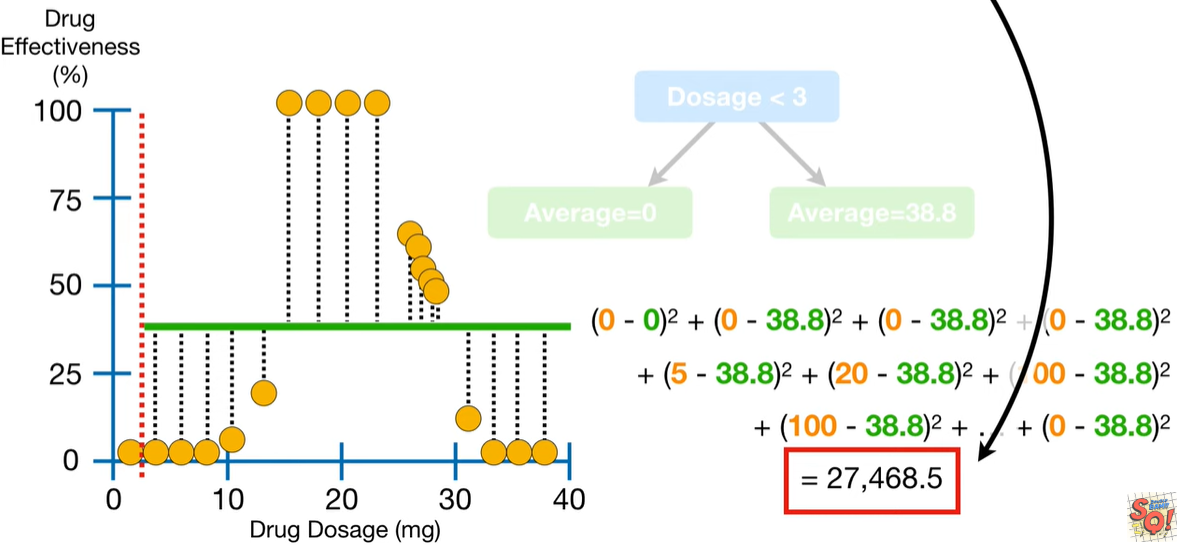 Drug
Effectiveness
(%)
100
75
50
25
0
0 10 20 30 40
Drug Dosage (mg)
Dosage < 3
Average=0 Average=38.8
(0 - 0)² + (0 - 38.8)² + (0 - 38.8)² + (0 - 38.8)²
+ (5 - 38.8)² + (20 - 38.8)² + (100 - 38.8)²
+ (100 - 38.8)² + ... + (0 - 38.8)²
= 27,468.5
SQ!